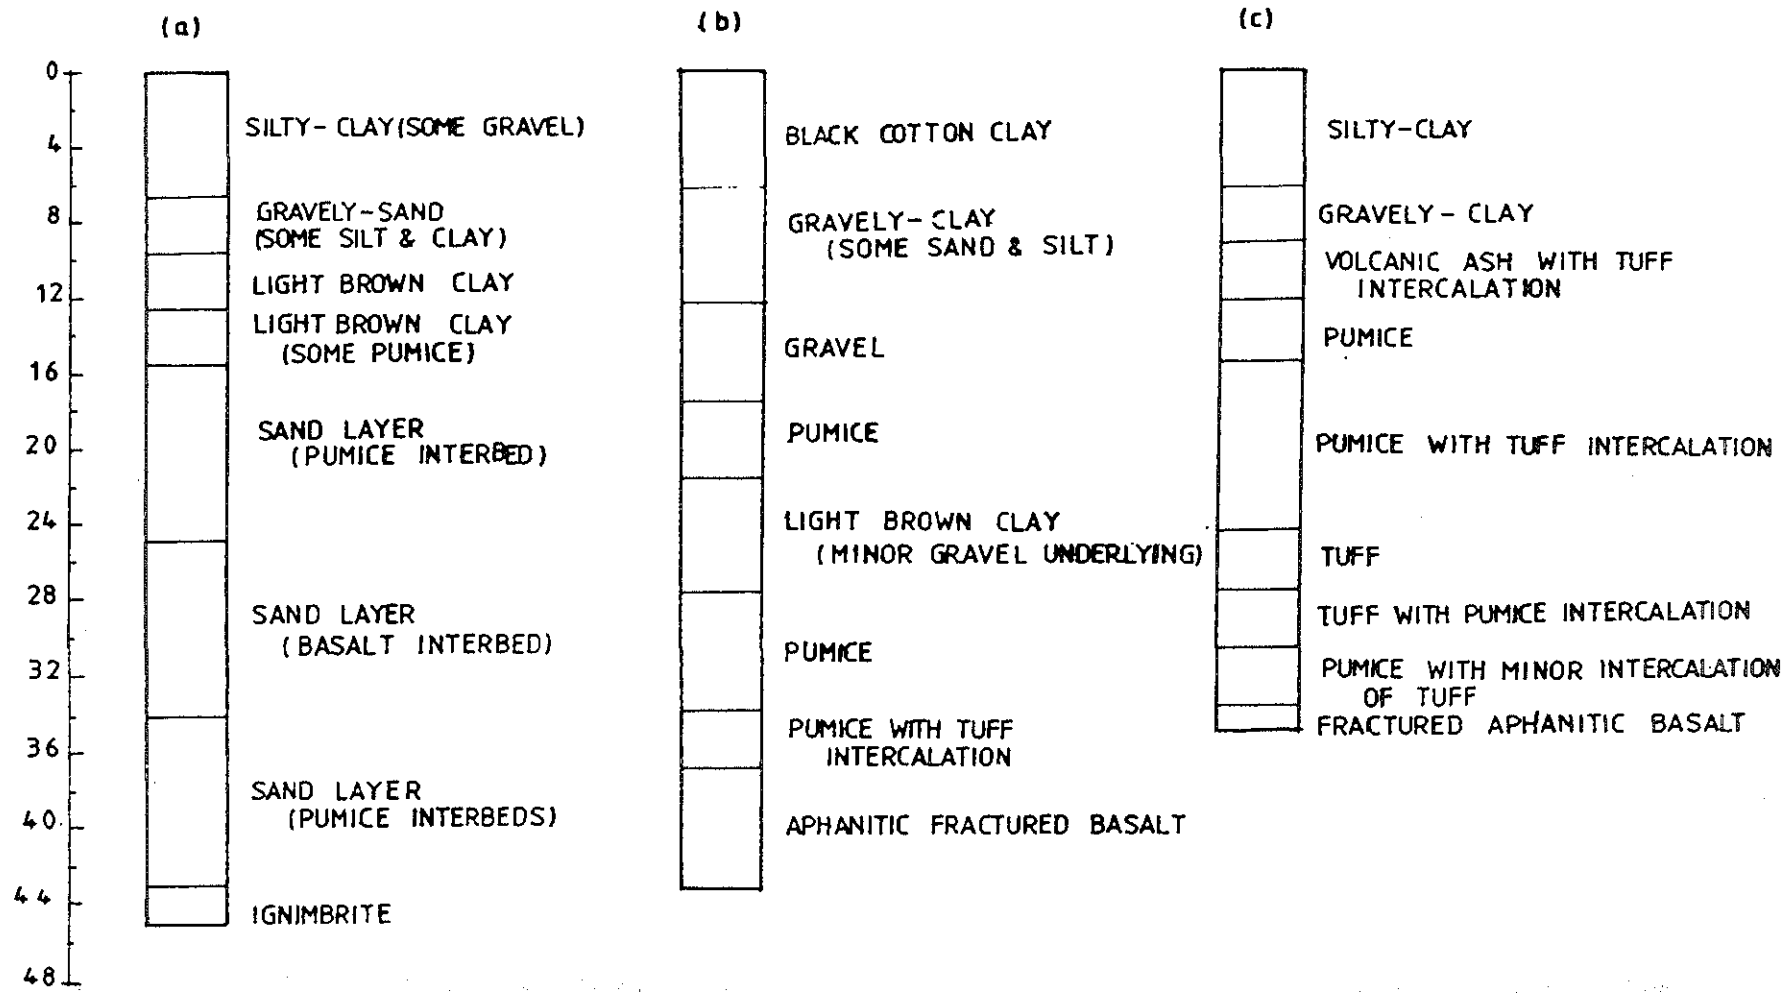 (a)
(b)
(c)
0
4
8
12
16
20
24
28
32
36
40.
44
48
SILTY-CLAY(SOME GRAVEL)
GRAVELY-SAND
(SOME SILT & CLAY)
LIGHT BROWN CLAY
LIGHT BROWN CLAY
(SOME PUMICE)
SAND LAYER
(PUMICE INTERBED)
SAND LAYER
(BASALT INTERBED)
SAND LAYER
(PUMICE INTERBEDS)
IGNIMBRITE
BLACK COTTON CLAY
GRAVELY-CLAY
(SOME SAND & SILT)
GRAVEL
PUMICE
LIGHT BROWN CLAY
(MINOR GRAVEL UNDERLYING)
PUMICE
PUMICE WITH TUFF
INTERCALATION
APHANITIC FRACTURED BASALT
SILTY-CLAY
GRAVELY-CLAY
VOLCANIC ASH WITH TUFF
INTERCALATION
PUMICE
PUMICE WITH TUFF INTERCALATION
TUFF
TUFF WITH PUMICE INTERCALATION
PUMICE WITH MINOR INTERCALATION
OF TUFF
FRACTURED APHANITIC BASALT